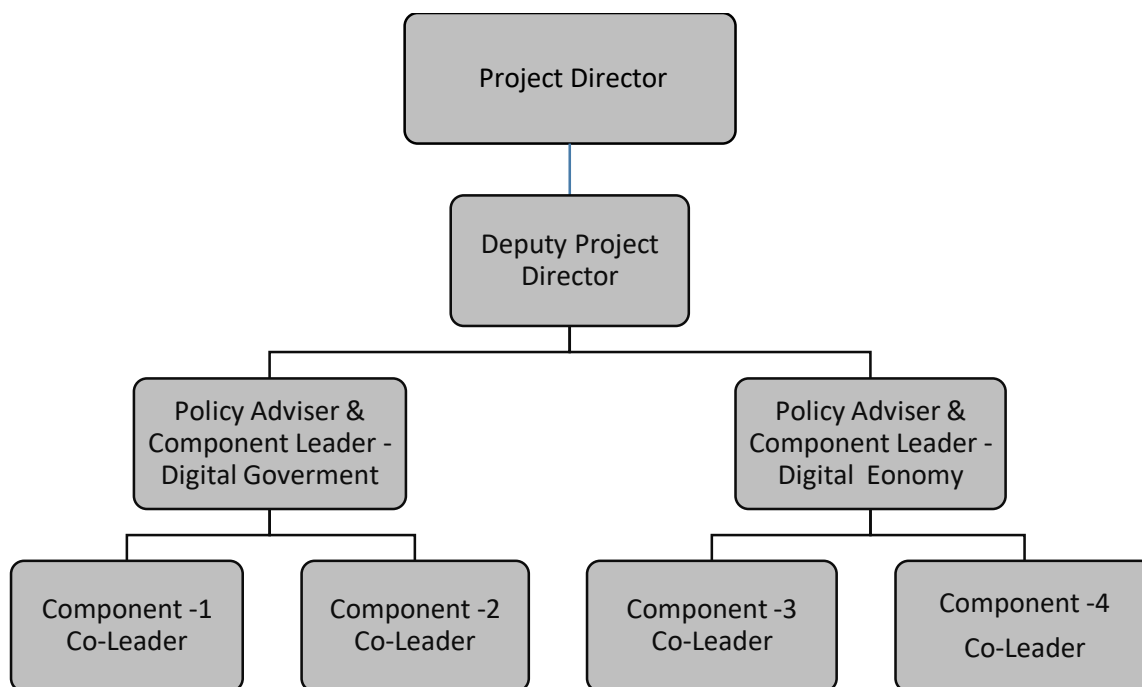 Project Director
Deputy Project
Director
Policy Adviser &
Component Leader -
Digital Goverment
Policy Adviser &
Component Leader -
Digital  Eonomy
Component -1
Co-Leader
Component -2
Co-Leader
Component -3
Co-Leader
Component -4
Co-Leader